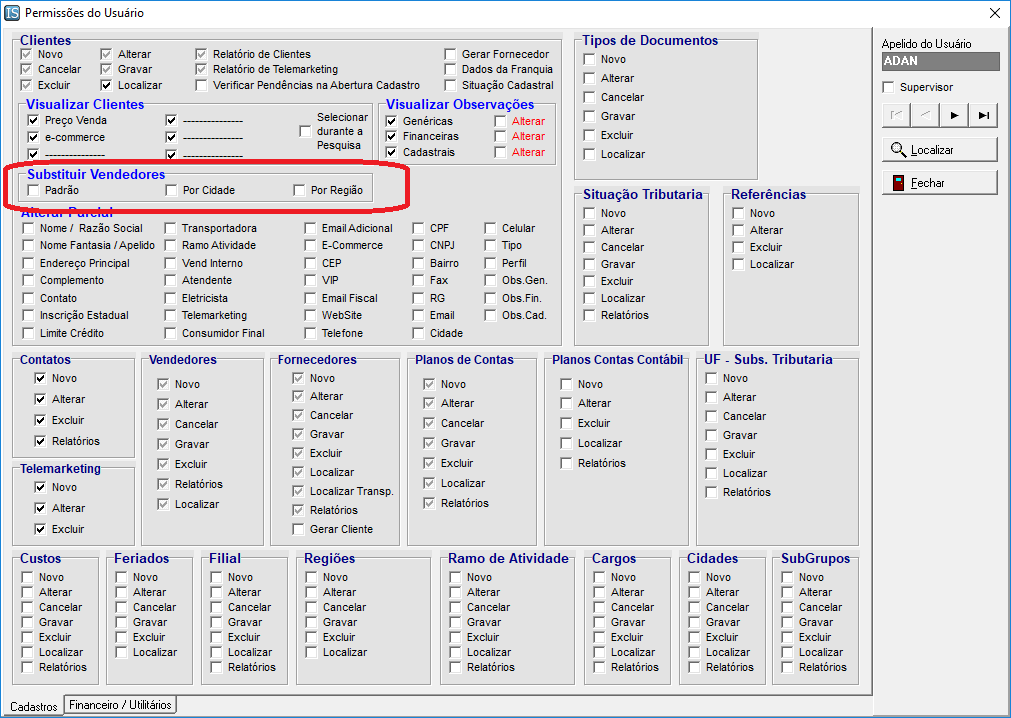 IS Permissões do Usuário
Clientes
Novo Alterar Relatório de Clientes Gerar Fornecedor
Cancelar Gravar Relatório de Telemarketing Dados da Franquia
Excluir Localizar Verificar Pendências na Abertura Cadastro Situação Cadastral
Visualizar Clientes
Preço Venda ---------------
e-commerce ---------------
--------------- ---------------
Selecionar
durante a
Pesquisa
Visualizar Observações
Genéricas Alterar
Financeiras Alterar
Cadastrais Alterar
Substituir Vendedores
Padrão Por Cidade Por Região
Alterar Parcial
Nome / Razão Social Transportadora Email Adicional CPF Celular
Nome Fantasia / Apelido Ramo Atividade E-Commerce CNPJ Tipo
Endereço Principal Vend Interno CEP Bairro Perfil
Complemento Atendente VIP Fax Obs.Gen.
Contato Eletricista Email Fiscal RG Obs.Fin.
Inscrição Estadual Telemarketing WebSite Email Obs.Cad.
Limite Crédito Consumidor Final Telefone Cidade
Tipos de Documentos
Novo
Alterar
Cancelar
Gravar
Excluir
Localizar
Situação Tributaria
Novo
Alterar
Cancelar
Gravar
Excluir
Localizar
Relatórios
Referências
Novo
Alterar
Excluir
Localizar
Apelido do Usuário
ADAN
Supervisor
Localizar
Fechar
Contatos
Novo
Alterar
Excluir
Relatórios
Telemarketing
Novo
Alterar
Excluir
Vendedores
Novo
Alterar
Cancelar
Gravar
Excluir
Relatórios
Localizar
Fornecedores
Novo
Alterar
Cancelar
Gravar
Excluir
Localizar
Localizar Transp.
Relatórios
Gerar Cliente
Planos de Contas
Novo
Alterar
Cancelar
Gravar
Excluir
Localizar
Relatórios
Planos Contas Contábil
Novo
Alterar
Excluir
Localizar
Relatórios
UF - Subs. Tributaria
Novo
Alterar
Cancelar
Gravar
Excluir
Localizar
Relatórios
Custos
Novo
Alterar
Cancelar
Gravar
Excluir
Localizar
Relatórios
Feriados
Novo
Alterar
Cancelar
Gravar
Excluir
Localizar
Filial
Novo
Alterar
Cancelar
Gravar
Excluir
Localizar
Relatórios
Regiões
Novo
Alterar
Cancelar
Gravar
Excluir
Localizar
Ramo de Atividade
Novo
Alterar
Cancelar
Gravar
Excluir
Localizar
Relatórios
Cargos
Novo
Alterar
Cancelar
Gravar
Excluir
Localizar
Relatórios
Cidades
Novo
Alterar
Cancelar
Gravar
Excluir
Localizar
Relatórios
SubGrupos
Novo
Alterar
Cancelar
Gravar
Excluir
Localizar
Relatórios
Cadastros Financeiro / Utilitários